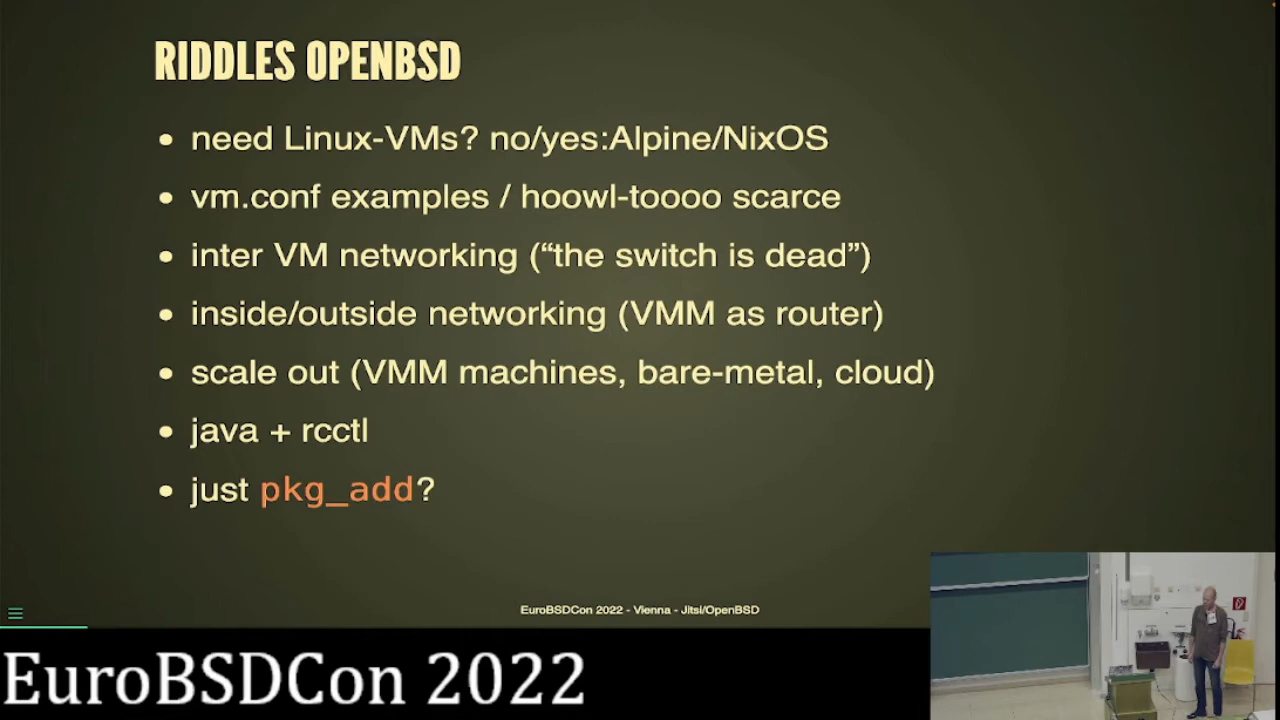 RIDDLES OPENBSD
• need Linux-VMs? no/yes:Alpine/NixOS
• vm.conf examples / hoowl-toooo scarce
• inter VM networking (“the switch is dead”)
• inside/outside networking (VMM as router)
• scale out (VMM machines, bare-metal, cloud)
• java + rcctl
• just pkg_add?
EuroBSDCon 2022 - Vienna - Jitsi/OpenBSD
EuroBSDCon 2022